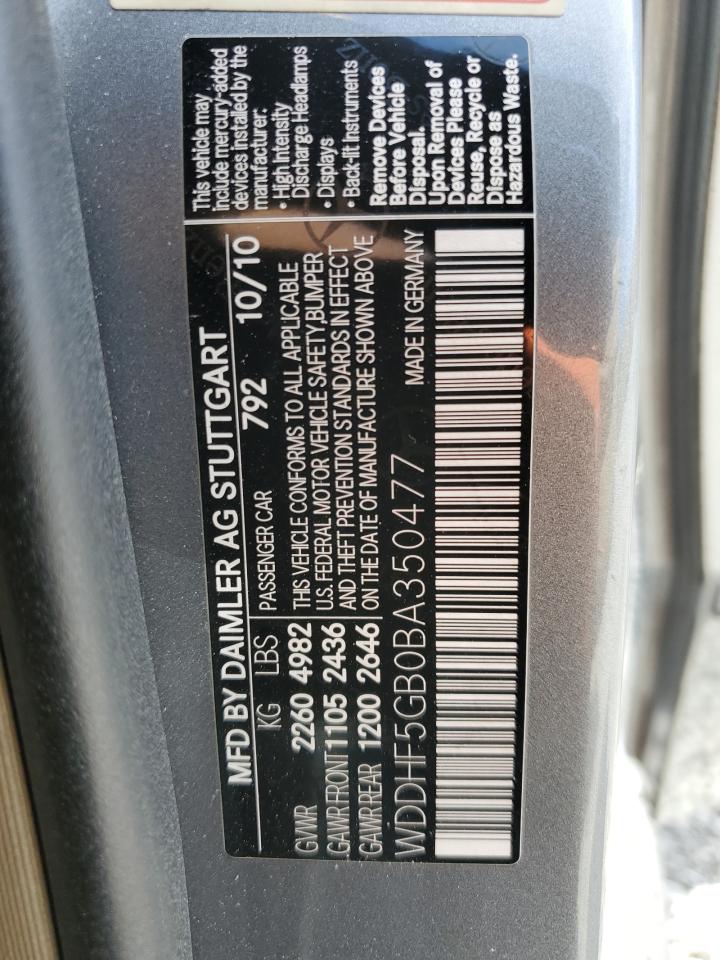 MFD BY DAIMLER AG STUTTGART
KG LBS PASSENGER CAR 792 10/10
GVWR 2260 4982
GAWR FRONT 1105 2436
GAWR REAR 1200 2646
THIS VEHICLE CONFORMS TO ALL APPLICABLE
U.S. FEDERAL MOTOR VEHICLE SAFETY, BUMPER
AND THEFT PREVENTION STANDARDS IN EFFECT
ON THE DATE OF MANUFACTURE SHOWN ABOVE
WDDHF5GB0BA350477 MADE IN GERMANY
This vehicle may
include mercury-added
devices installed by the
manufacturer:
• High Intensity
Discharge Headlamps
• Displays
• Back-lit Instruments
Remove Devices
Before Vehicle
Disposal.
Upon Removal of
Devices Please
Reuse, Recycle or
Dispose as
Hazardous Waste.